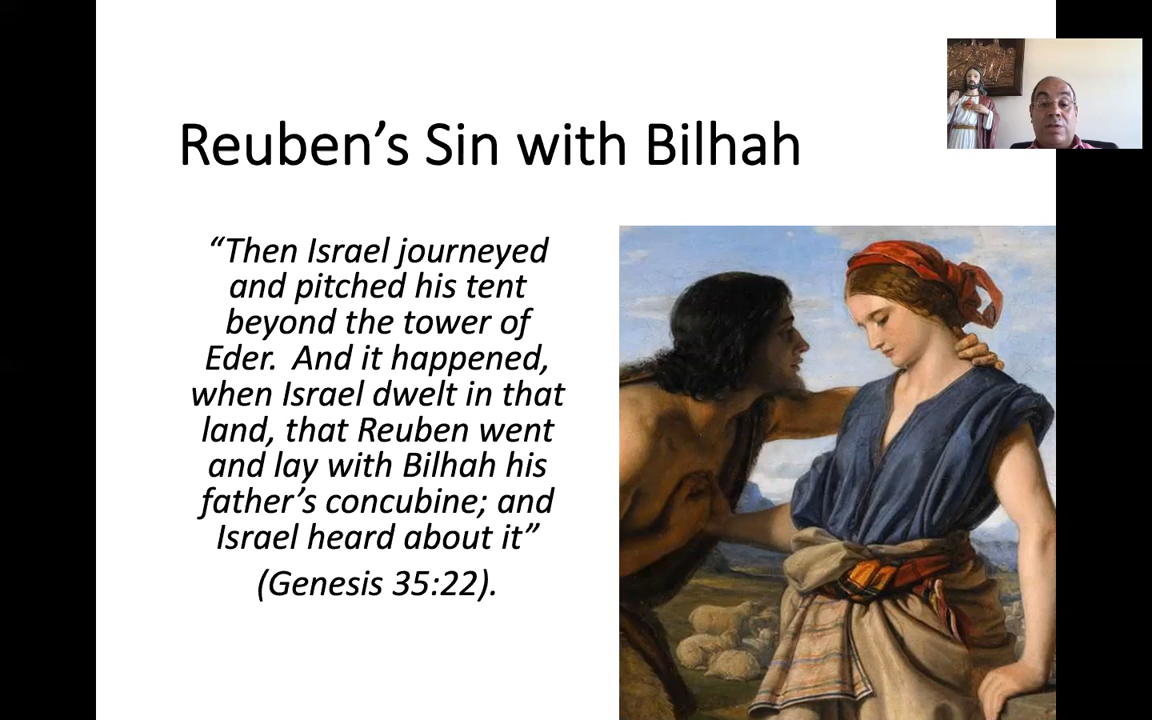 Reuben’s Sin with Bilhah
“Then Israel journeyed
and pitched his tent
beyond the tower of
Eder.  And it happened,
when Israel dwelt in that
land, that Reuben went
and lay with Bilhah his
father’s concubine; and
Israel heard about it”
(Genesis 35:22).